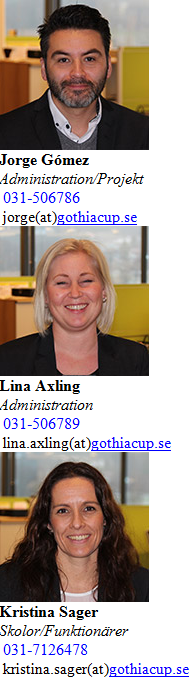 Jorge Gómez
Administration/Projekt
031-506786
jorge(at)gothiacup.se
Lina Axling
Administration
031-506789
lina.axling(at)gothiacup.se
Kristina Sager
Skolor/Funktionärer
031-7126478
kristina.sager(at)gothiacup.se